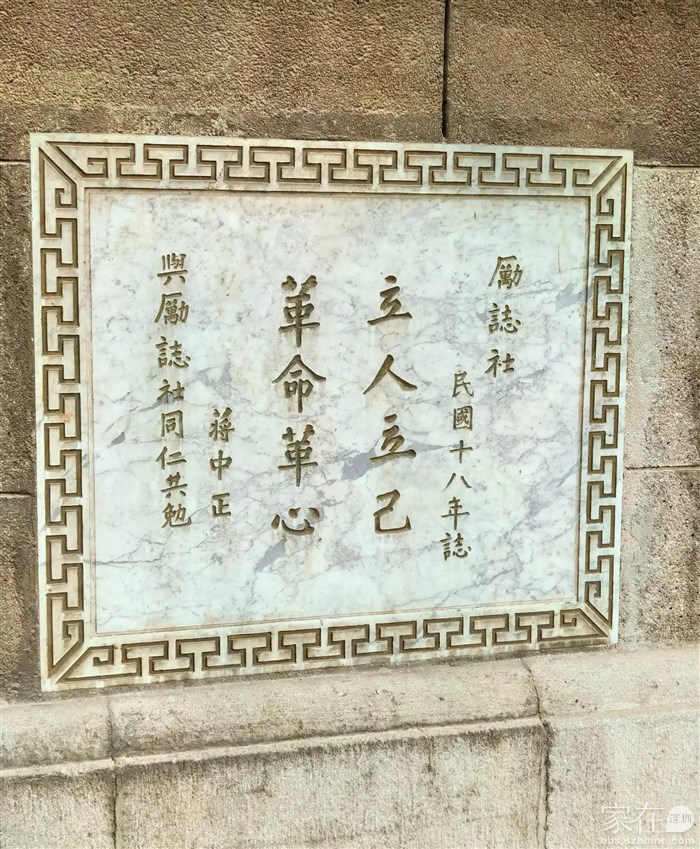 勵誌社
民國十八年誌
立人立己
革命革心
蔣中正
與勵誌社同仁共勉
家在深圳